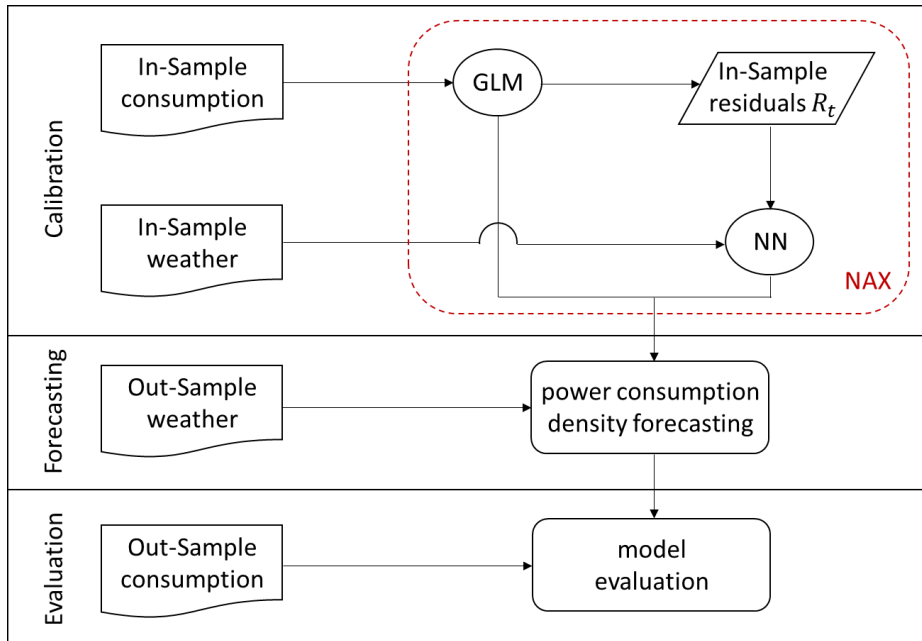 Calibration
In-Sample
consumption
GLM
In-Sample
residuals R_t
In-Sample
weather
NN
NAX
Forecasting
Out-Sample
weather
power consumption
density forecasting
Evaluation
Out-Sample
consumption
model
evaluation